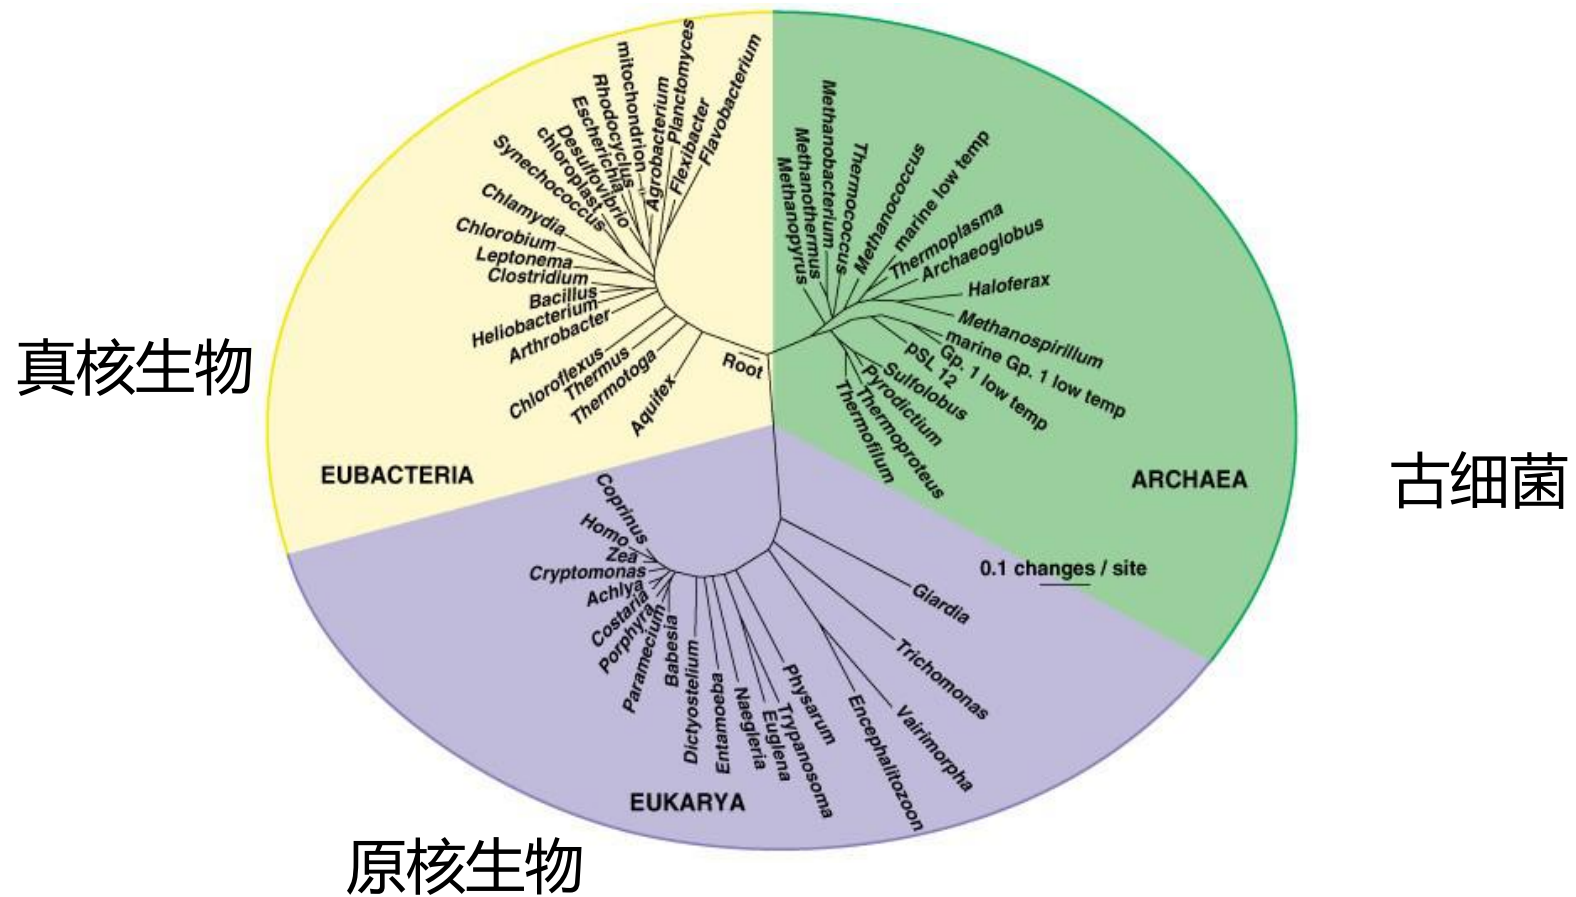 mitochondrion
Rhodocyclus
Escherichia
Desulfovibrio
chloroplast
Synechococcus
Chlamydia
Chlorobium
Leptonema
Clostridium
Bacillus
Heliobacterium
Arthrobacter
Chloroflexus
Thermus
Thermotoga
Aquifex
Agrobacterium
Planctomyces
Flexibacter
Flavobacterium
Root
EUBACTERIA
真核生物
Methanopyrus
Methanothermus
Methanobacterium
Thermococcus
Methanococcus
marine low temp
Thermoplasma
Archaeoglobus
Haloferax
Methanospirillum
marine Gp. 1 low temp
Gp. 1 low temp
pSL 12
Sulfolobus
Pyrodictium
Thermoproteus
Thermofilum
ARCHAEA
古细菌
0.1 changes / site
Coprinus
Homo
Zea
Cryptomonas
Achlya
Costaria
Porphyra
Paramecium
Babesia
Dictyostelium
Entamoeba
Naegleria
Euglena
Trypanosoma
Physarum
Encephalitozoon
Vairimorpha
Trichomonas
Giardia
EUKARYA
原核生物